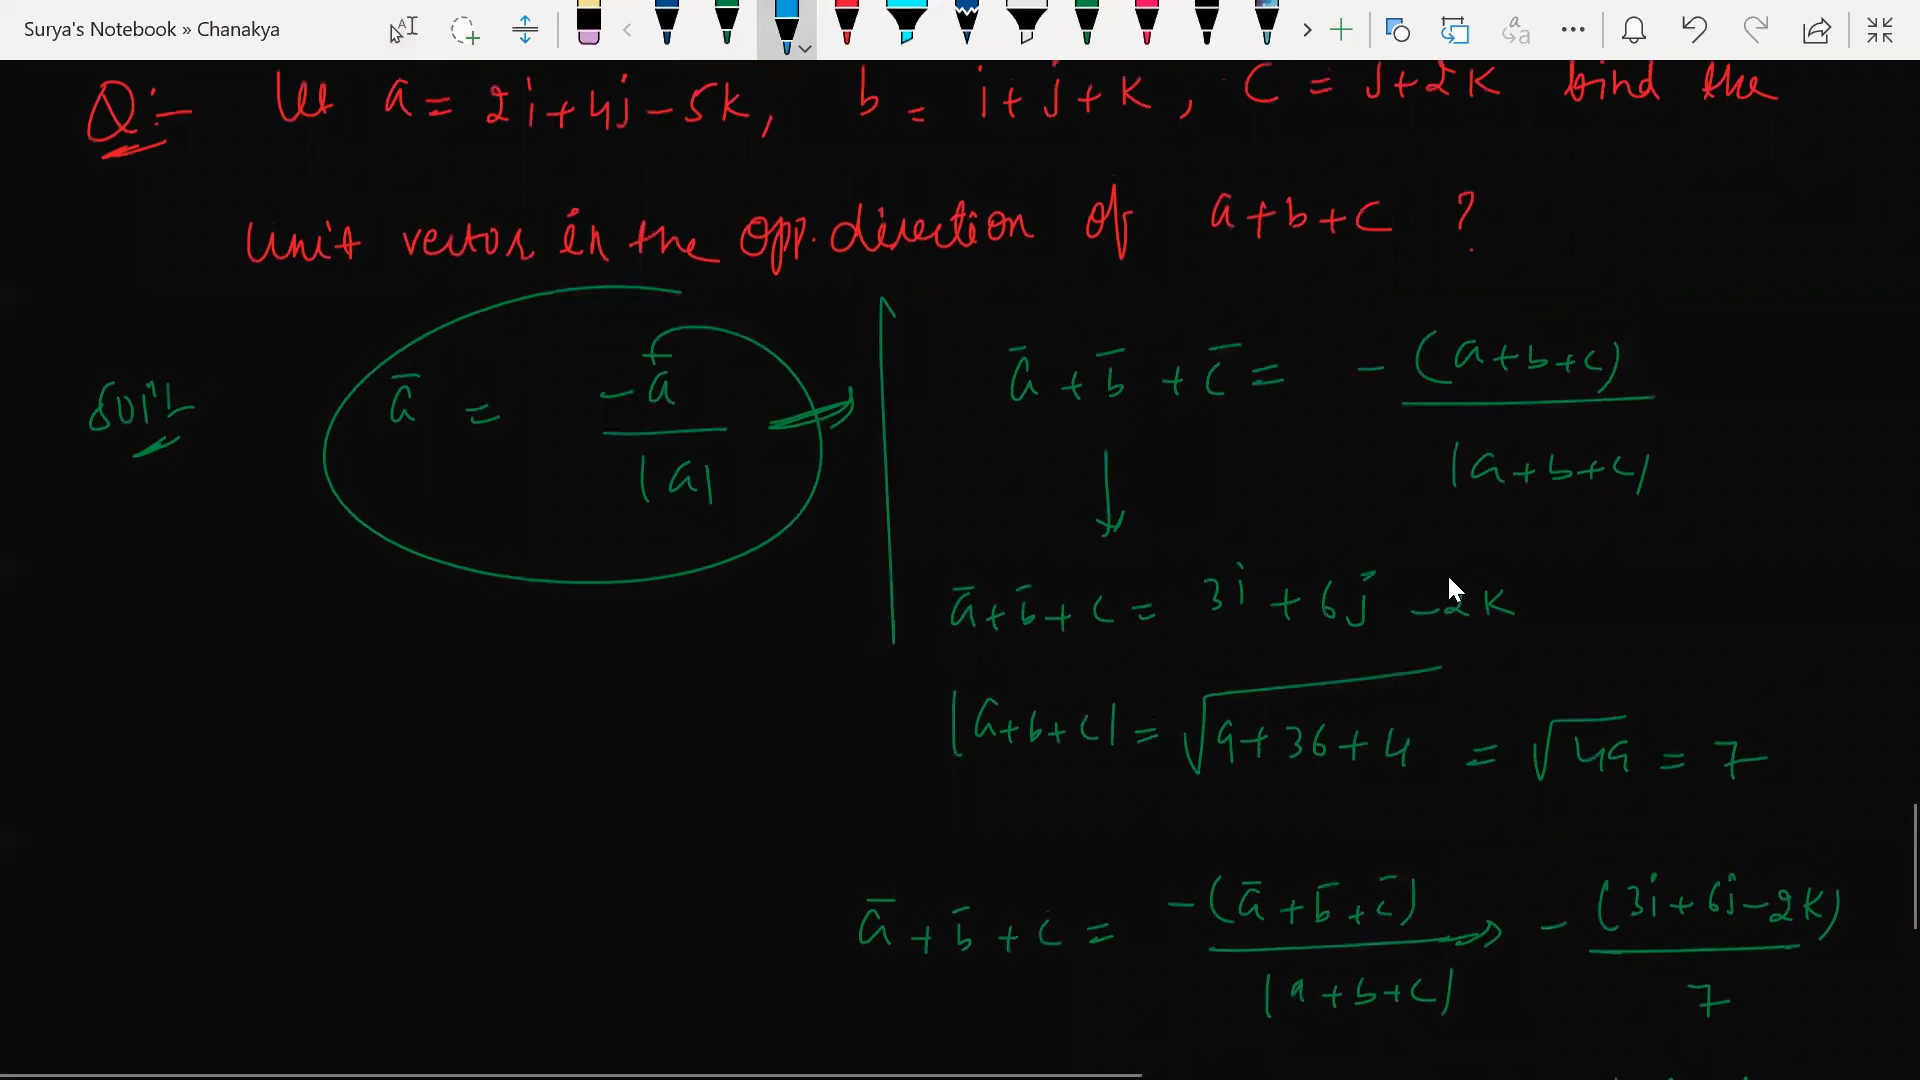 Surya's Notebook » Chanakya
Q:- Let a = 2i + 4j - 5k, b = i + j + k, c = j + 2k find the
unit vector in the opp. direction of a + b + c ?
Soln
a̅ = -a̅ / |a|
a̅ + b̅ + c̅ = - (a + b + c) / |a + b + c|
a̅ + b̅ + c = 3i + 6j - 2k
|a + b + c| = √9 + 36 + 4 = √49 = 7
a̅ + b̅ + c = -(a̅ + b̅ + c̅) / |a + b + c| → - (3i + 6j - 2k) / 7